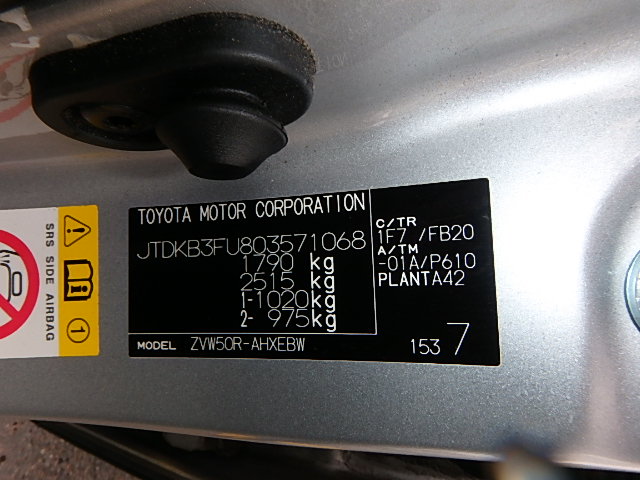 TOYOTA MOTOR CORPORATION
JTDKB3FU803571068
1790 kg
2515 kg
1-1020kg
2- 975kg
C/TR
1F7 /FB20
A/TM
-01A/P610
PLANTA42
MODEL ZVW50R-AHXEBW
153 7
SRS SIDE AIRBAG
1